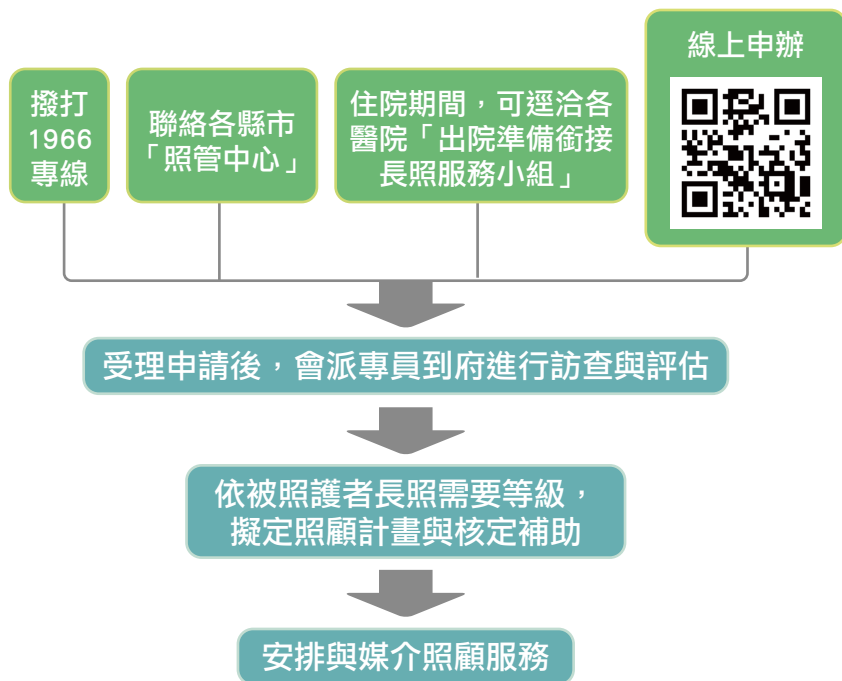 撥打
1966
專線
聯絡各縣市
「照管中心」
住院期間，可逕洽各
醫院「出院準備銜接
長照服務小組」
線上申辦
受理申請後，會派專員到府進行訪查與評估
依被照護者長照需要等級，
擬定照顧計畫與核定補助
安排與媒介照顧服務